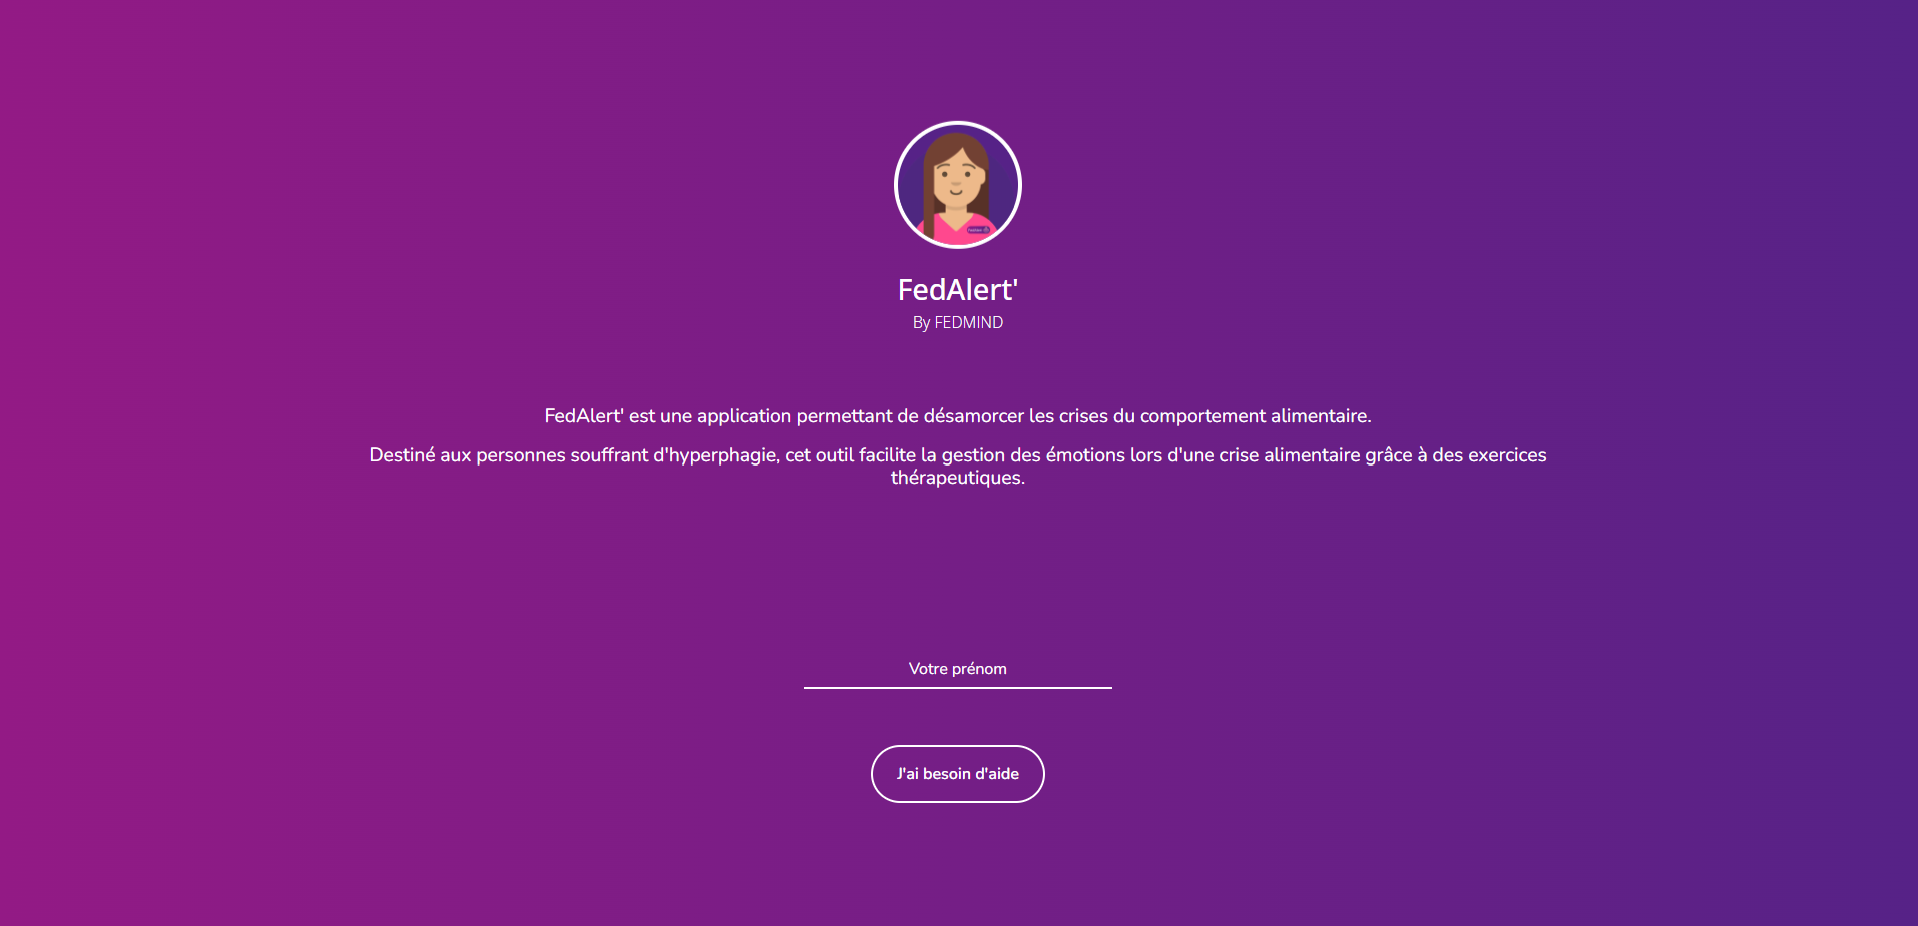 FedAlert'
By FEDMIND
FedAlert' est une application permettant de désamorcer les crises du comportement alimentaire.
Destiné aux personnes souffrant d'hyperphagie, cet outil facilite la gestion des émotions lors d'une crise alimentaire grâce à des exercices
thérapeutiques.
Votre prénom
J'ai besoin d'aide